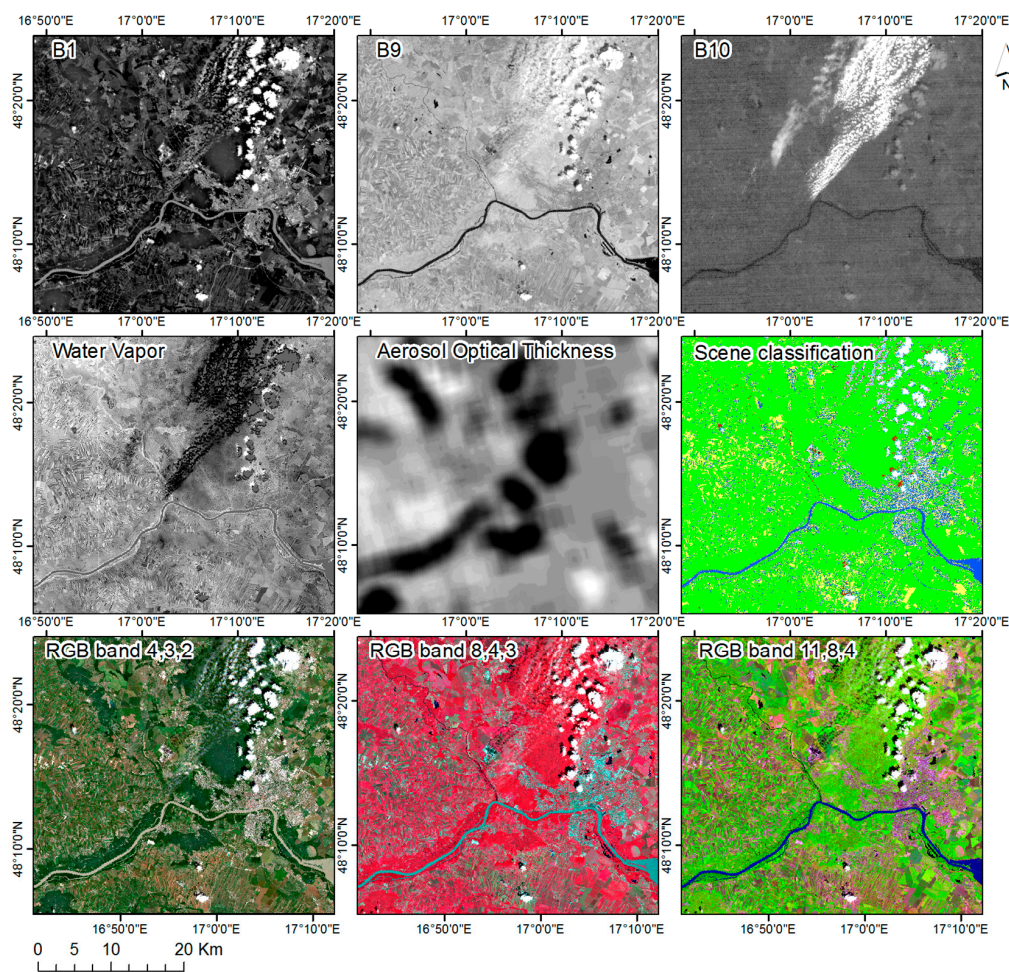 16°50'0"E 17°0'0"E 17°10'0"E 17°20'0"E 17°0'0"E 17°10'0"E 17°20'0"E 17°0'0"E 17°10'0"E 17°20'0"E
B1 B9 B10
N
48°20'0"N 48°20'0"N 48°20'0"N
48°10'0"N 48°10'0"N 48°10'0"N
16°50'0"E 17°0'0"E 17°10'0"E 17°20'0"E 17°0'0"E 17°10'0"E 17°20'0"E 17°0'0"E 17°10'0"E 17°20'0"E
Water Vapor Aerosol Optical Thickness Scene classification
48°20'0"N 48°20'0"N 48°20'0"N
48°10'0"N 48°10'0"N 48°10'0"N
16°50'0"E 17°0'0"E 17°10'0"E 17°20'0"E 17°0'0"E 17°10'0"E 17°20'0"E 17°0'0"E 17°10'0"E 17°20'0"E
RGB band 4,3,2 RGB band 8,4,3 RGB band 11,8,4
48°20'0"N 48°20'0"N 48°20'0"N
48°10'0"N 48°10'0"N 48°10'0"N
16°50'0"E 17°0'0"E 17°10'0"E 16°50'0"E 17°0'0"E 17°10'0"E 16°50'0"E 17°0'0"E 17°10'0"E
0 5 10 20 Km